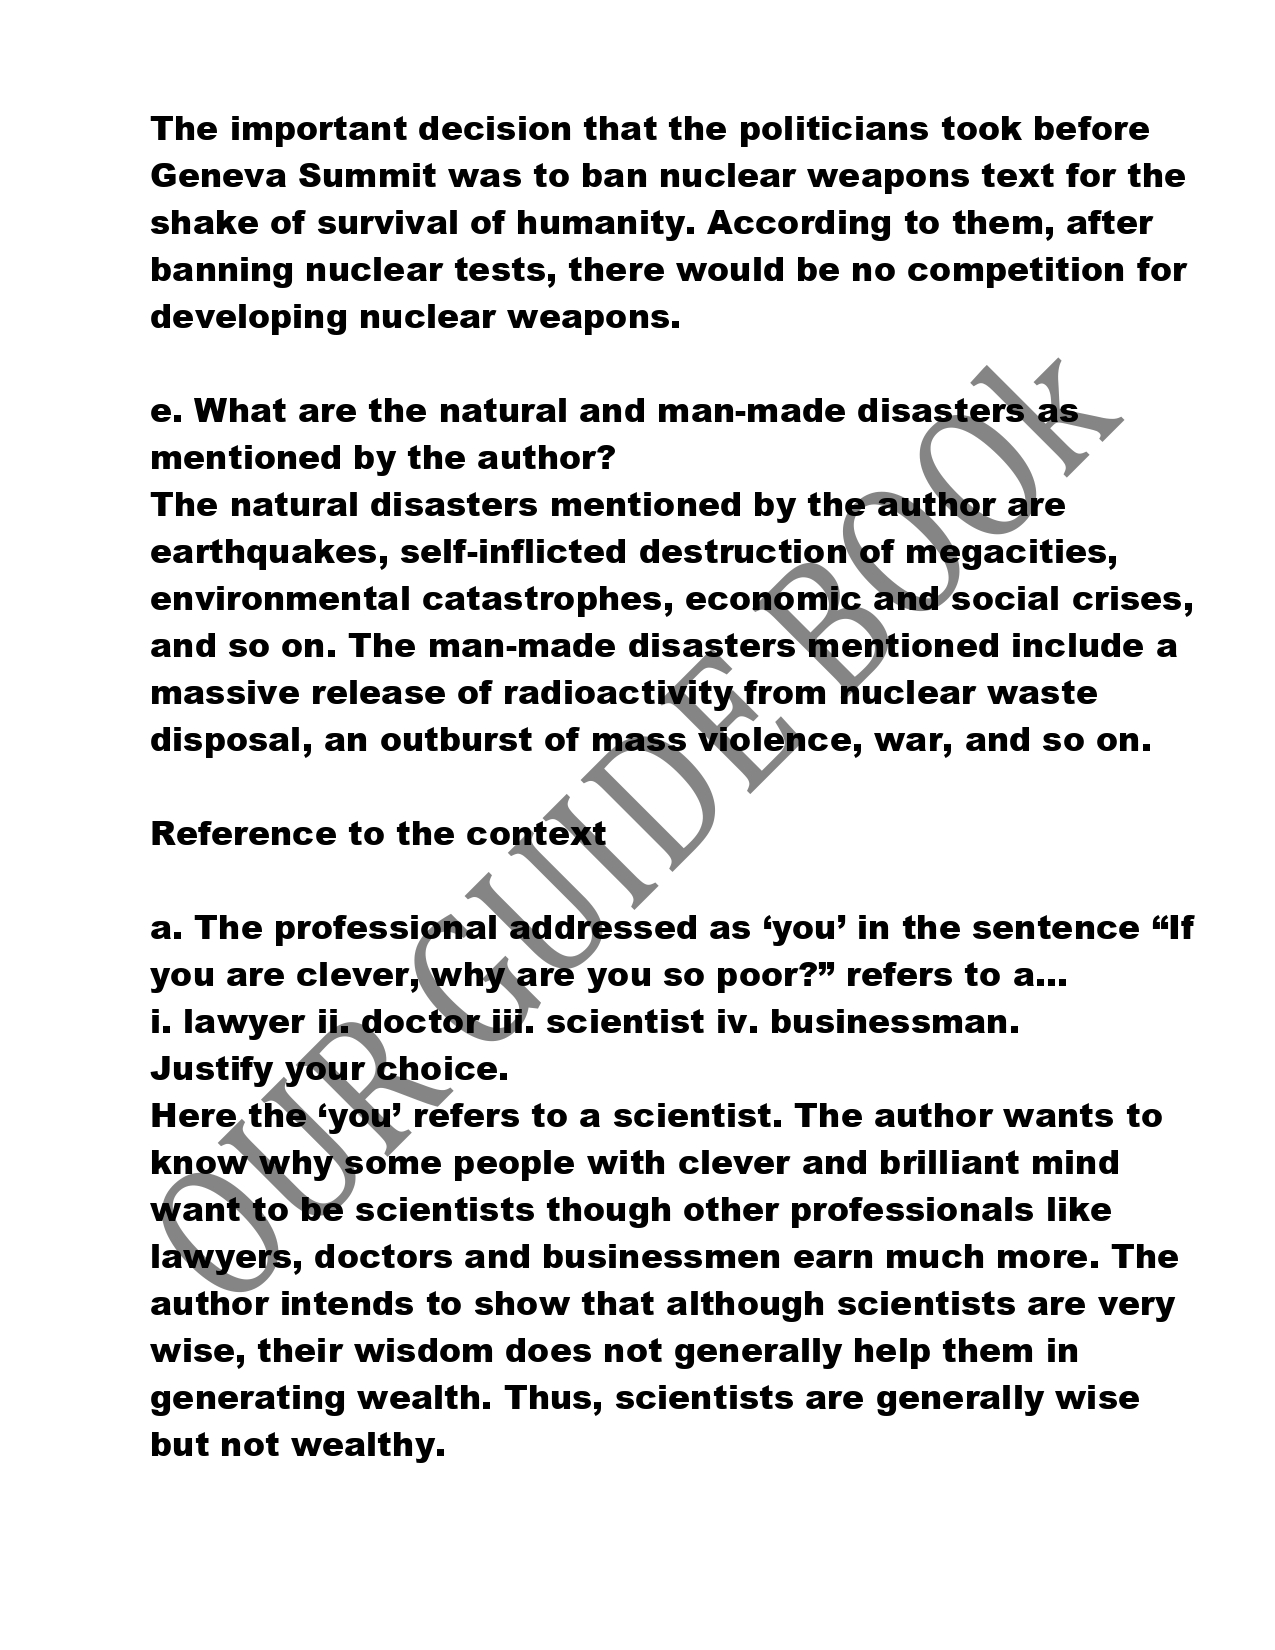 The important decision that the politicians took before
Geneva Summit was to ban nuclear weapons text for the
shake of survival of humanity. According to them, after
banning nuclear tests, there would be no competition for
developing nuclear weapons.
e. What are the natural and man-made disasters as
mentioned by the author?
The natural disasters mentioned by the author are
earthquakes, self-inflicted destruction of megacities,
environmental catastrophes, economic and social crises,
and so on. The man-made disasters mentioned include a
massive release of radioactivity from nuclear waste
disposal, an outburst of mass violence, war, and so on.
Reference to the context
a. The professional addressed as ‘you’ in the sentence “If
you are clever, why are you so poor?” refers to a…
i. lawyer ii. doctor iii. scientist iv. businessman.
Justify your choice.
Here the ‘you’ refers to a scientist. The author wants to
know why some people with clever and brilliant mind
want to be scientists though other professionals like
lawyers, doctors and businessmen earn much more. The
author intends to show that although scientists are very
wise, their wisdom does not generally help them in
generating wealth. Thus, scientists are generally wise
but not wealthy.
OUR GUIDE BOOk